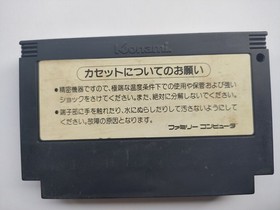 Konami
カセットについてのお願い
●精密機器ですので、極端な温度条件下での使用や保管および強い
ショックをさけてください。また、絶対に分解しないでください。
●端子部に手を触れたり、水にぬらしたりして汚さないようにして
ください。故障の原因となります。
ファミリー コンピュータ